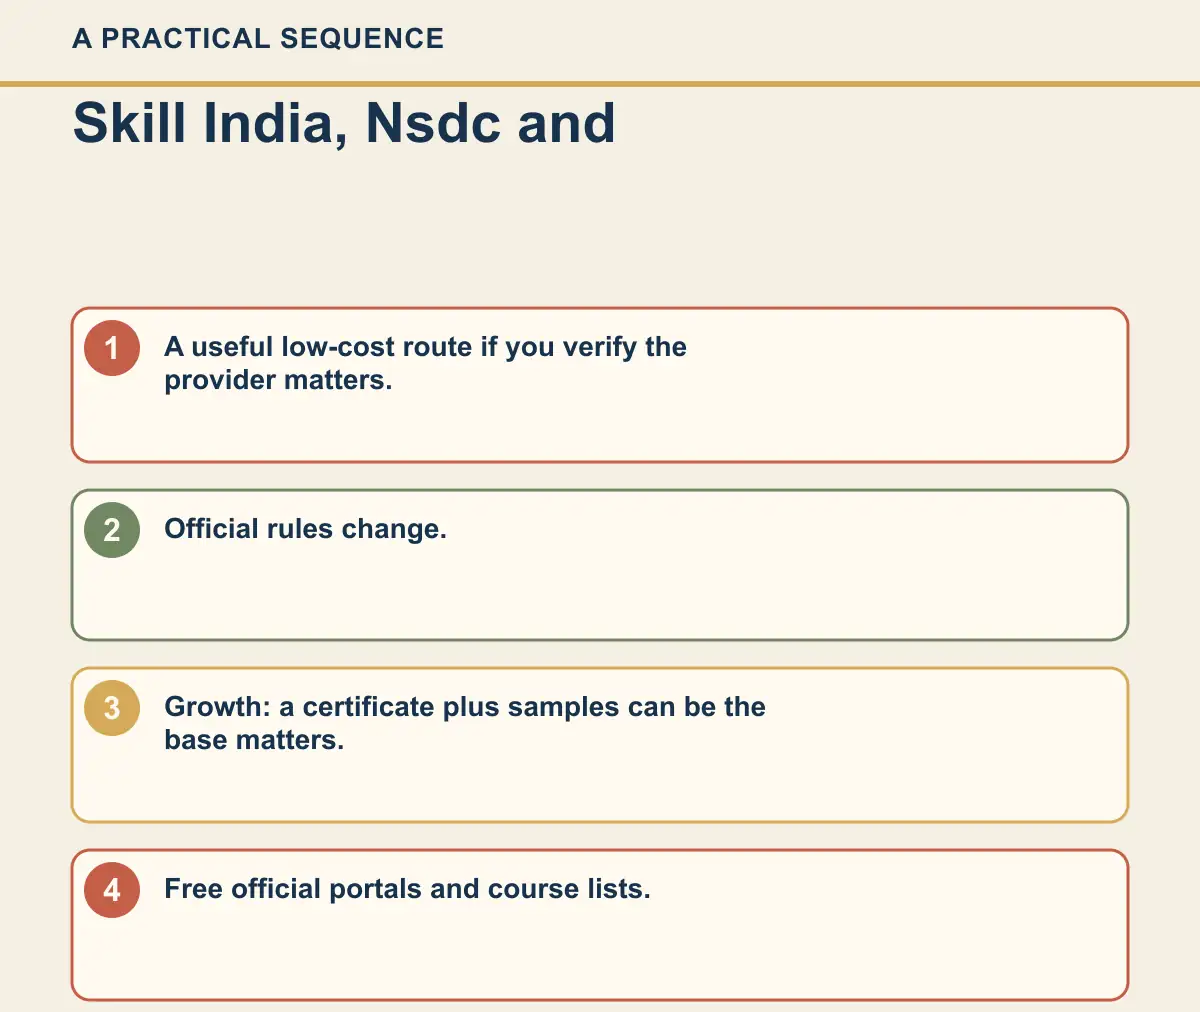 A PRACTICAL SEQUENCE
Skill India, Nsdc and
1
A useful low-cost route if you verify the
provider matters.
2
Official rules change.
3
Growth: a certificate plus samples can be the
base matters.
4
Free official portals and course lists.